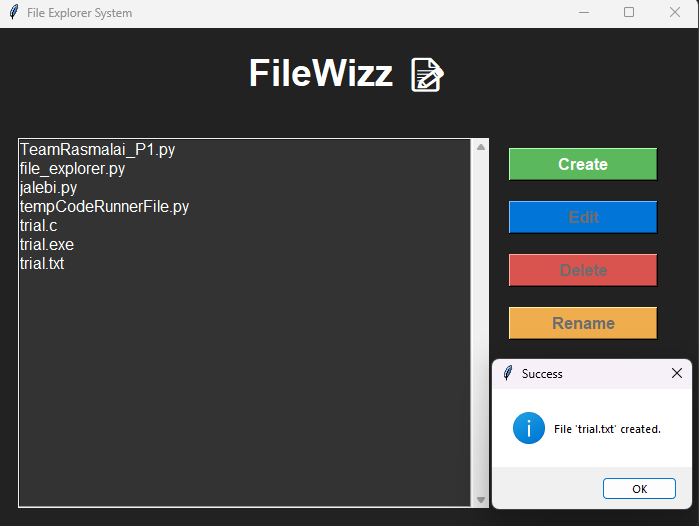 File Explorer System
FileWizz
TeamRasmalai_P1.py
file_explorer.py
jalebi.py
tempCodeRunnerFile.py
trial.c
trial.exe
trial.txt
Create
Edit
Delete
Rename
Success
File 'trial.txt' created.
OK